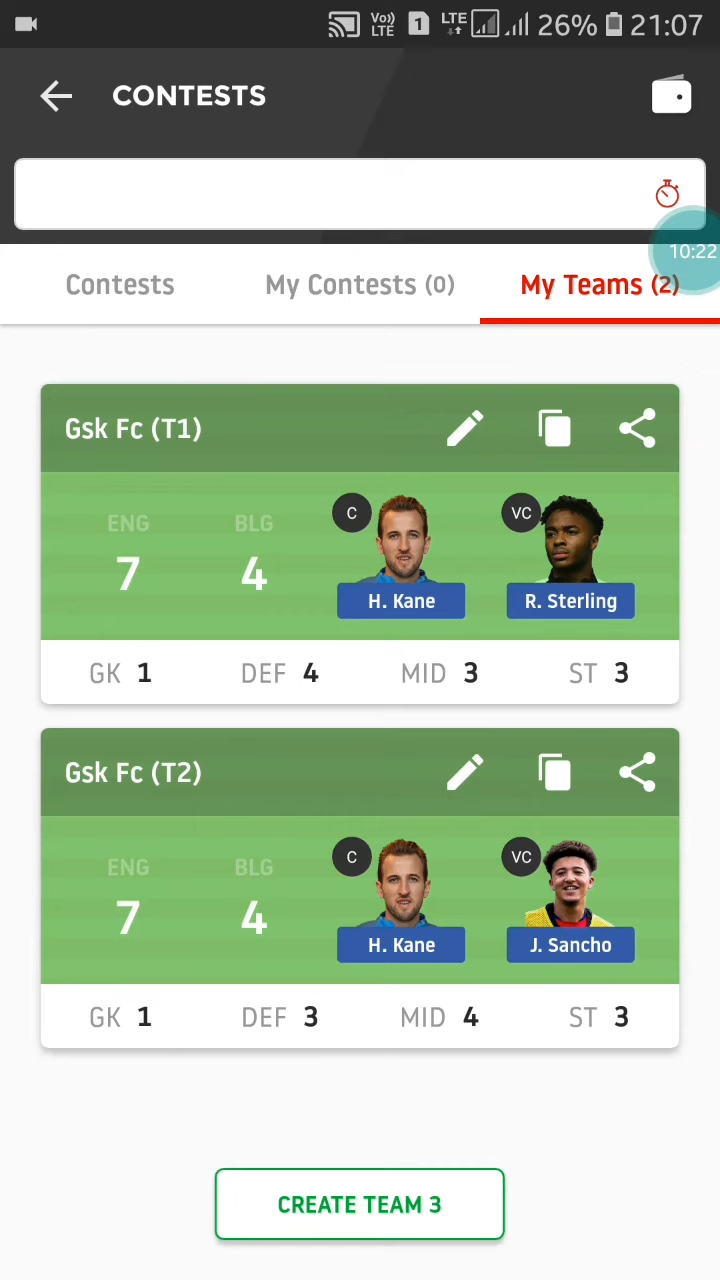 Vo)) LTE 1 LTE 26% 21:07
CONTESTS
10:22
Contests My Contests (0) My Teams (2)
Gsk Fc (T1)
ENG BLG C VC
7 4
H. Kane R. Sterling
GK 1 DEF 4 MID 3 ST 3
Gsk Fc (T2)
ENG BLG C VC
7 4
H. Kane J. Sancho
GK 1 DEF 3 MID 4 ST 3
CREATE TEAM 3